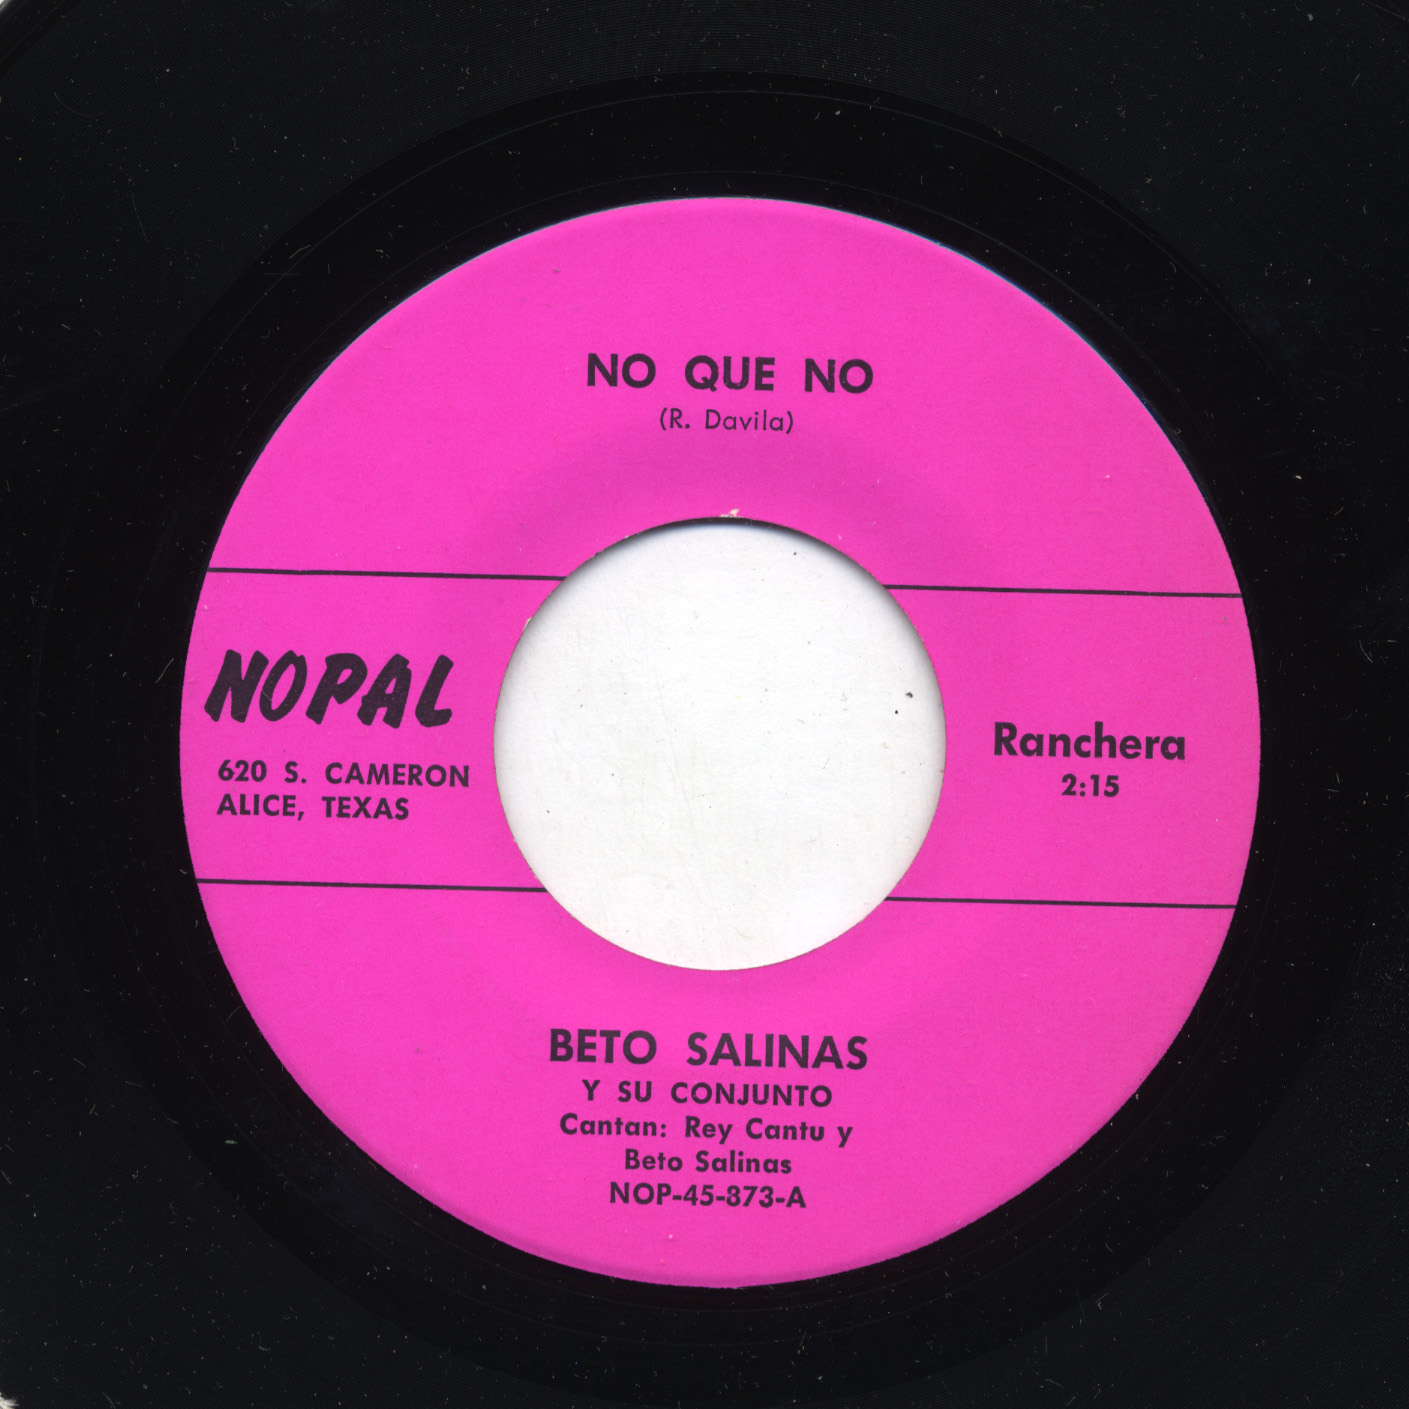 NO QUE NO
(R. Davila)
NOPAL
620 S. CAMERON
ALICE, TEXAS
Ranchera
2:15
BETO SALINAS
Y SU CONJUNTO
Cantan: Rey Cantu y
Beto Salinas
NOP-45-873-A